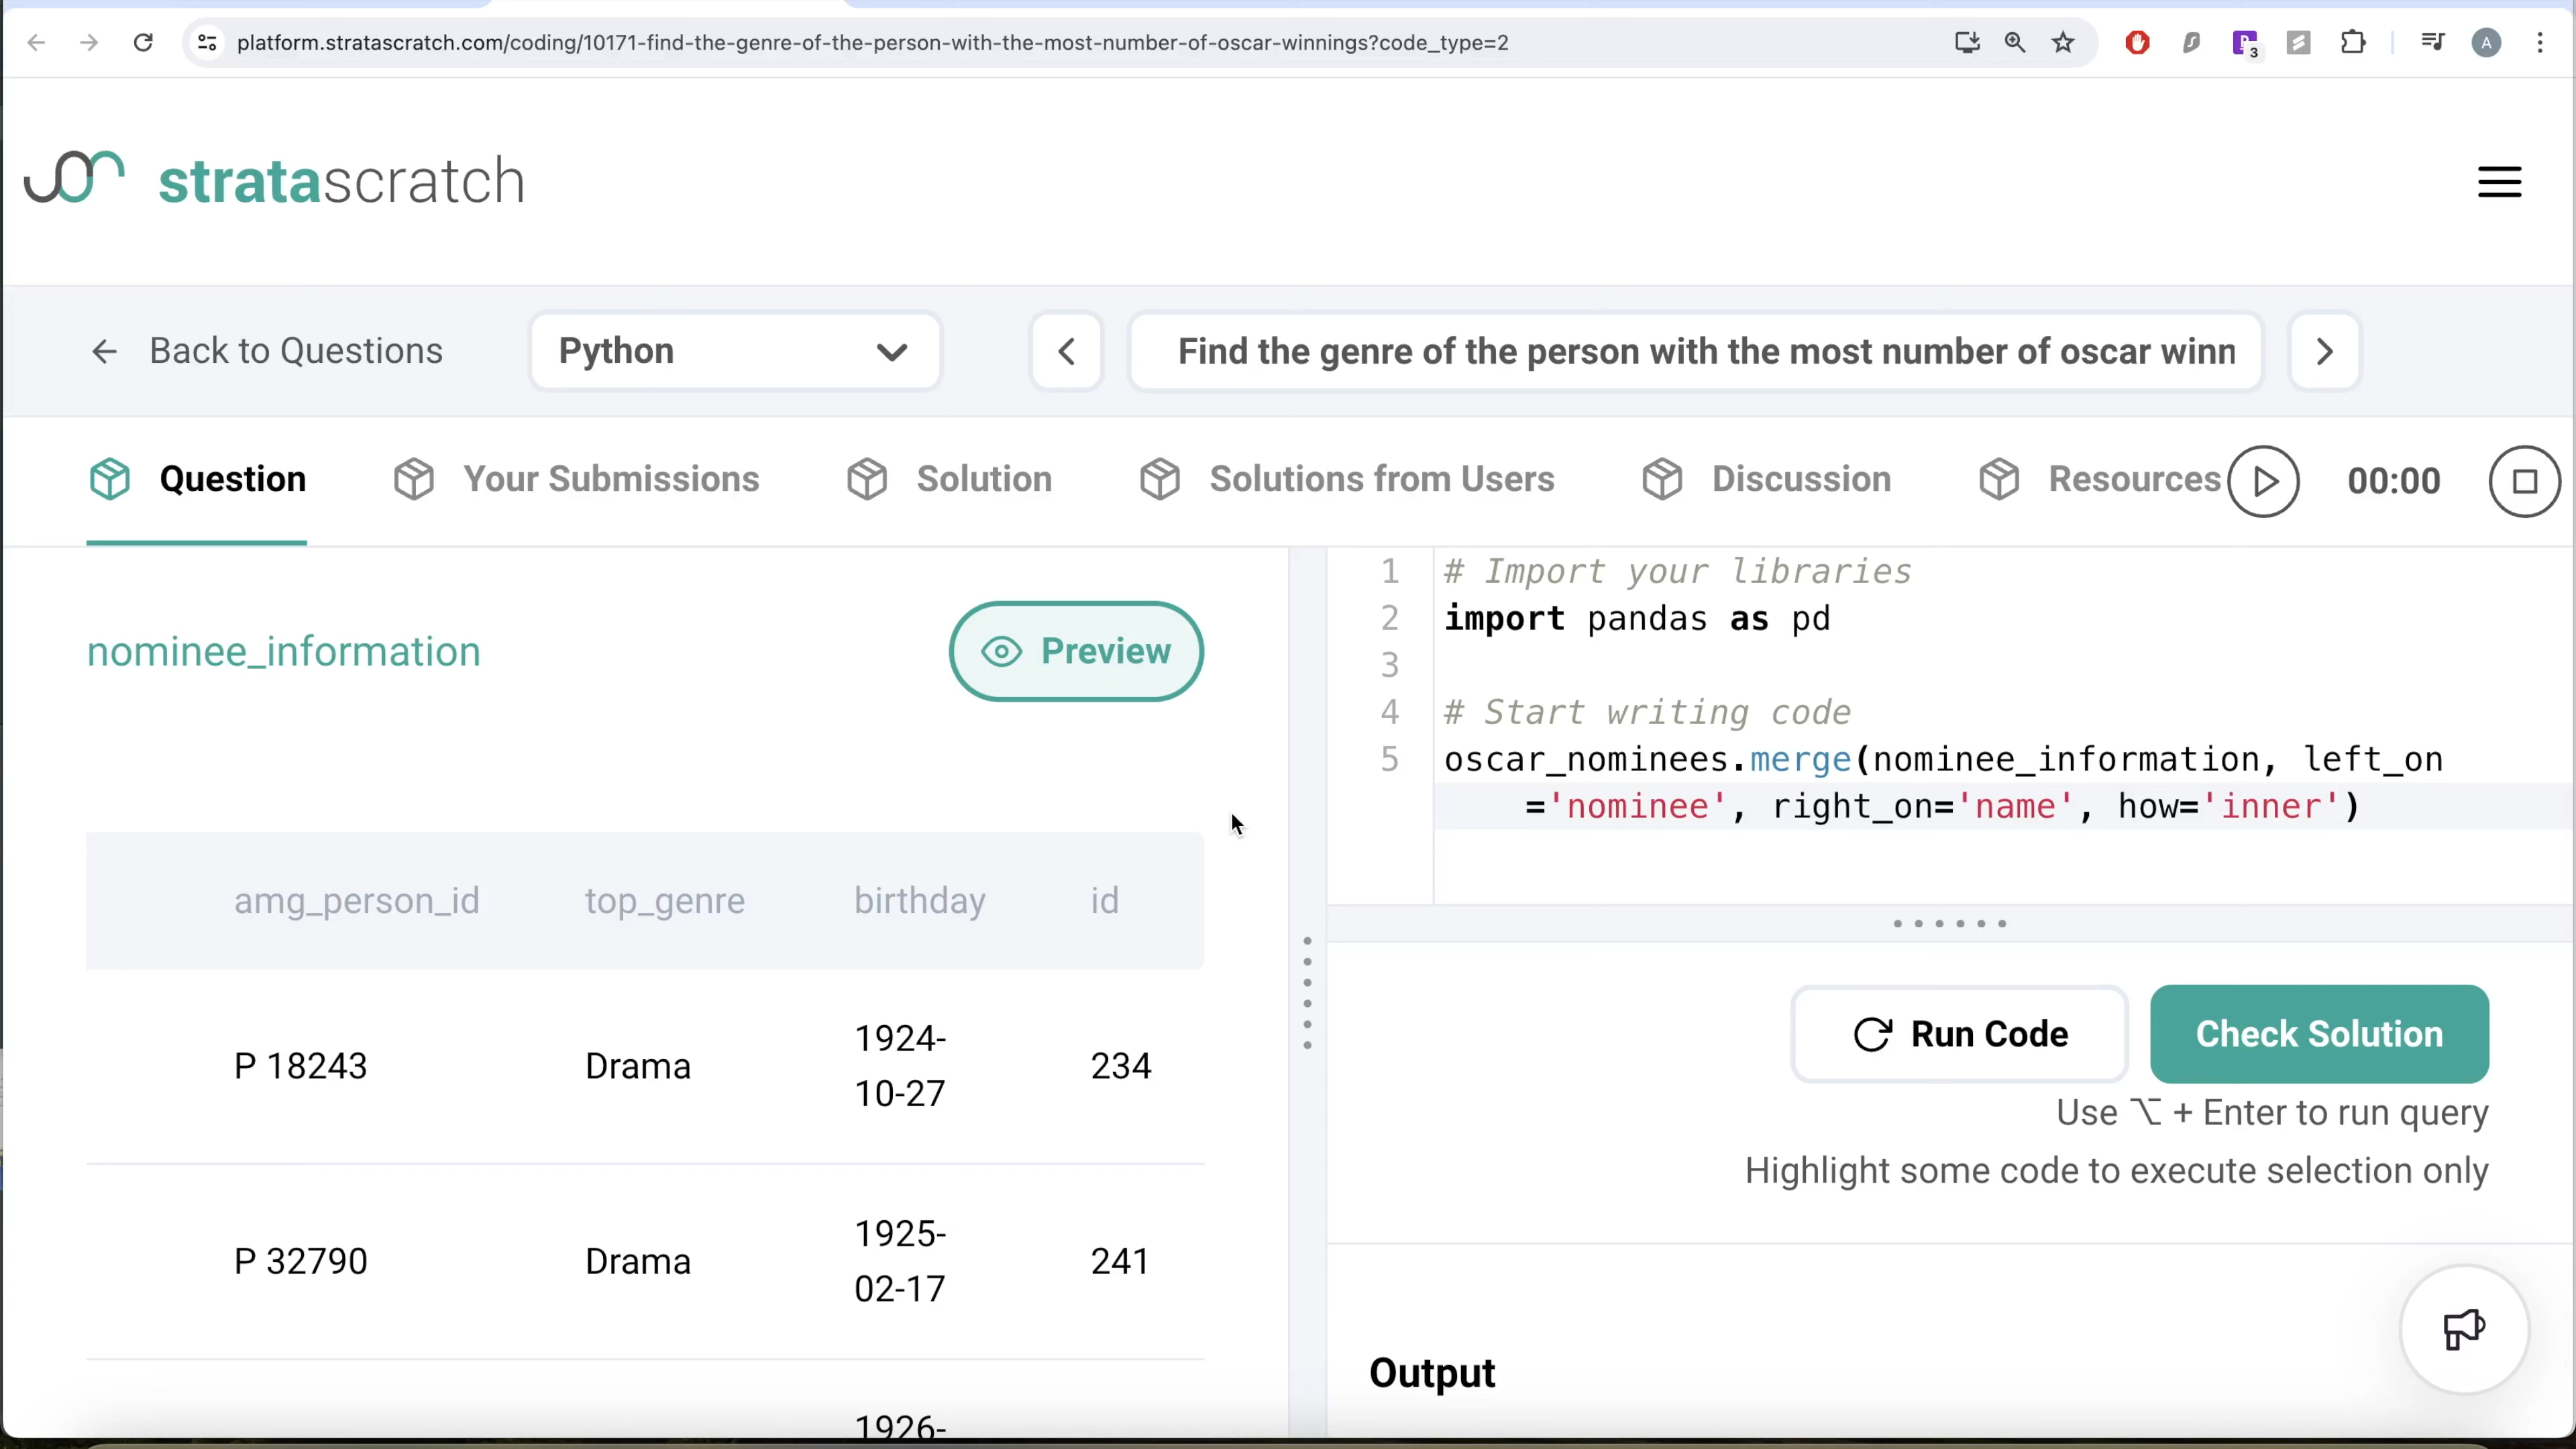 platform.stratascratch.com/coding/10171-find-the-genre-of-the-person-with-the-most-number-of-oscar-winnings?code_type=2
3
A
stratascratch
Back to Questions
Python
Find the genre of the person with the most number of oscar winn
Question
Your Submissions
Solution
Solutions from Users
Discussion
Resources
00:00
nominee_information
Preview
amg_person_id top_genre birthday id
P 18243 Drama 1924-
10-27 234
P 32790 Drama 1925-
02-17 241
1926-
1 # Import your libraries
2 import pandas as pd
3
4 # Start writing code
5 oscar_nominees.merge(nominee_information, left_on
='nominee', right_on='name', how='inner')
Run Code
Check Solution
Use ⌥ + Enter to run query
Highlight some code to execute selection only
Output